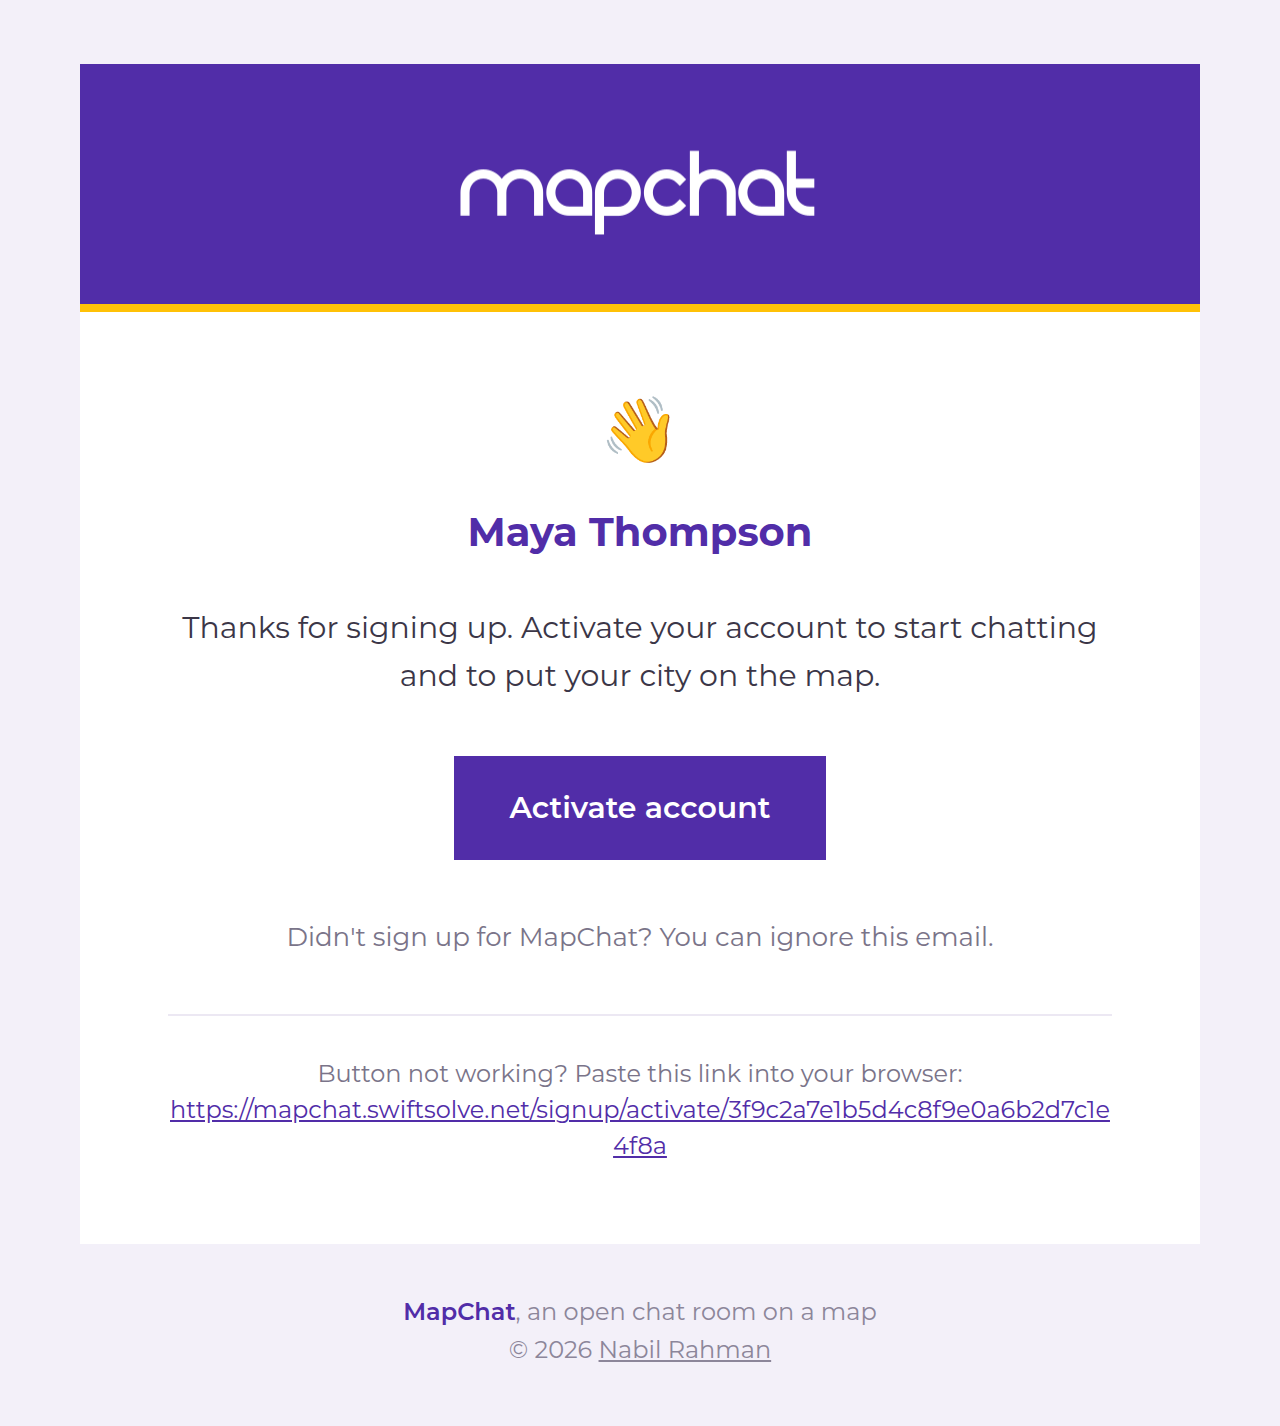 mapchat
Maya Thompson
Thanks for signing up. Activate your account to start chatting
and to put your city on the map.
Activate account
Didn't sign up for MapChat? You can ignore this email.
Button not working? Paste this link into your browser:
https://mapchat.swiftsolve.net/signup/activate/3f9c2a7e1b5d4c8f9e0a6b2d7c1e
4f8a
MapChat, an open chat room on a map
© 2026 Nabil Rahman